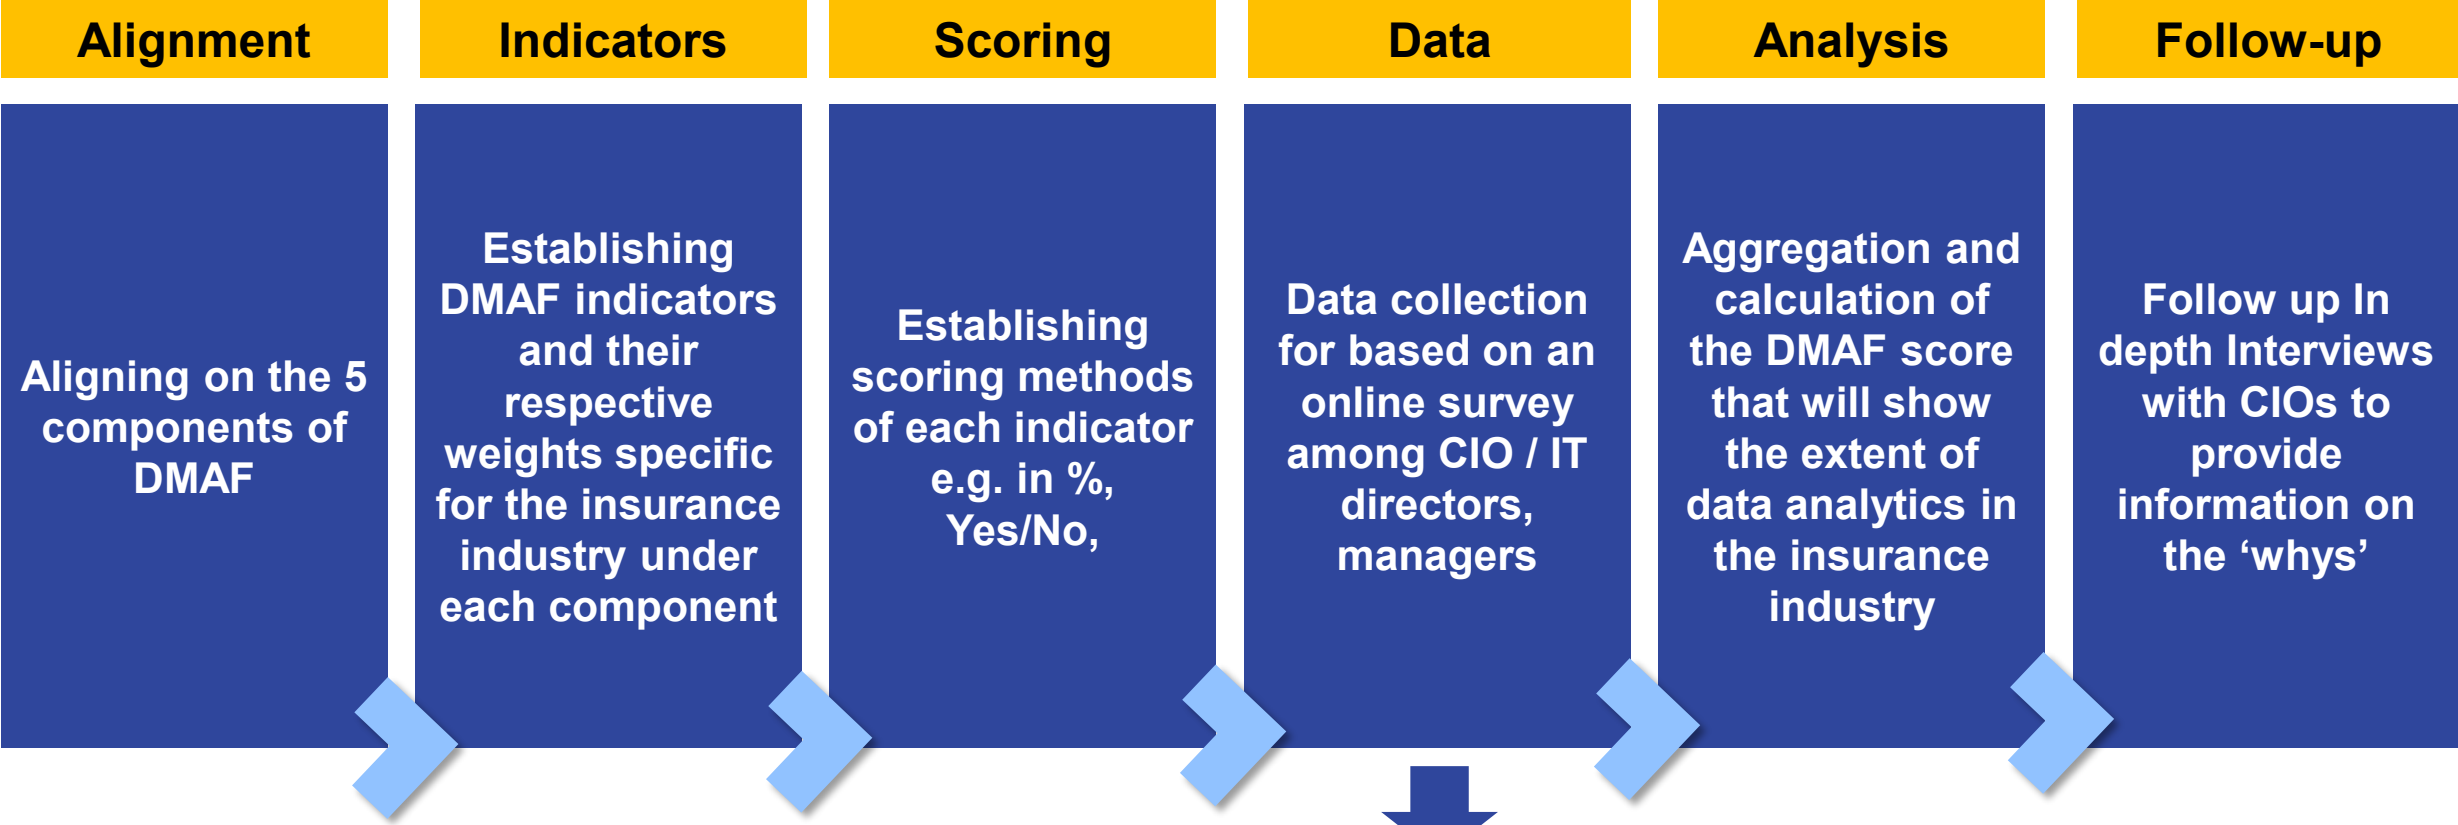 Alignment
Indicators
Scoring
Data
Analysis
Follow-up
Aligning on the 5
components of
DMAF
Establishing
DMAF indicators
and their
respective
weights specific
for the insurance
industry under
each component
Establishing
scoring methods
of each indicator
e.g. in %,
Yes/No,
Data collection
for based on an
online survey
among CIO / IT
directors,
managers
Aggregation and
calculation of
the DMAF score
that will show
the extent of
data analytics in
the insurance
industry
Follow up In
depth Interviews
with CIOs to
provide
information on
the ‘whys’